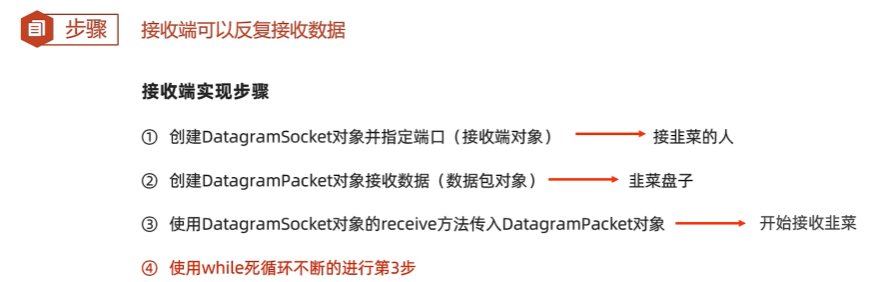 步骤 接收端可以反复接收数据
接收端实现步骤
① 创建DatagramSocket对象并指定端口（接收端对象） 接韭菜的人
② 创建DatagramPacket对象接收数据（数据包对象） 韭菜盘子
③ 使用DatagramSocket对象的receive方法传入DatagramPacket对象 开始接收韭菜
④ 使用while死循环不断的进行第3步